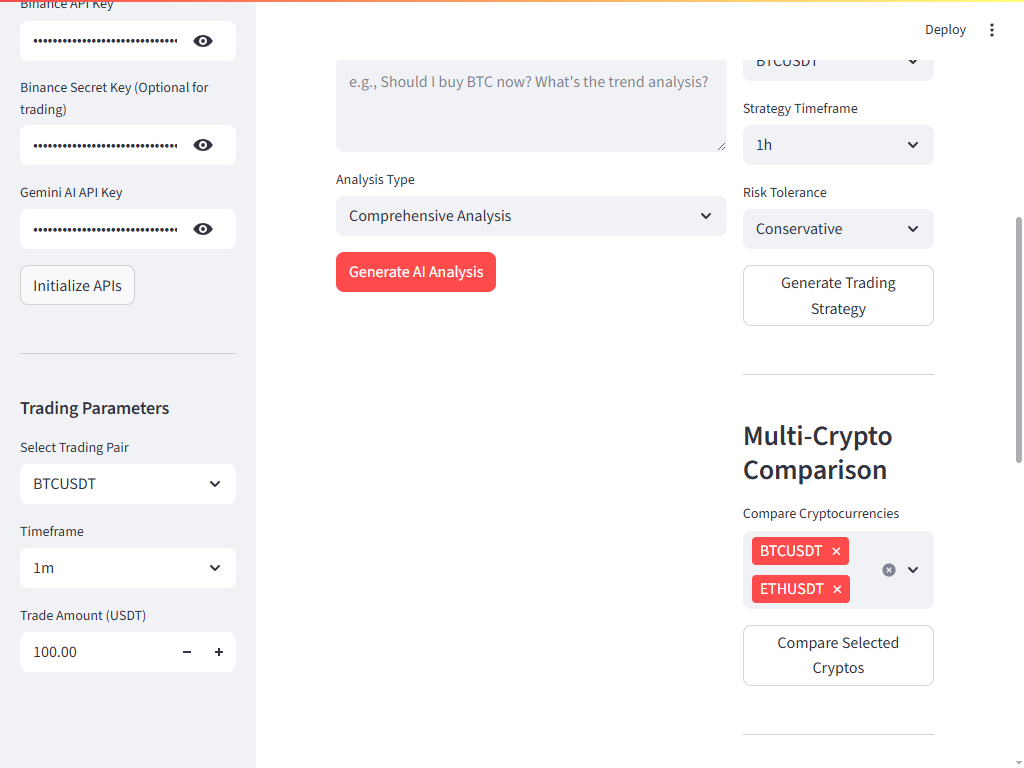 Binance API Key
Binance Secret Key (Optional for
trading)
Gemini AI API Key
Initialize APIs
Trading Parameters
Select Trading Pair
BTCUSDT
Timeframe
1m
Trade Amount (USDT)
100.00
Deploy
e.g., Should I buy BTC now? What's the trend analysis?
Analysis Type
Comprehensive Analysis
Generate AI Analysis
BTCUSDT
Strategy Timeframe
1h
Risk Tolerance
Conservative
Generate Trading
Strategy
Multi-Crypto
Comparison
Compare Cryptocurrencies
BTCUSDT
ETHUSDT
Compare Selected
Cryptos